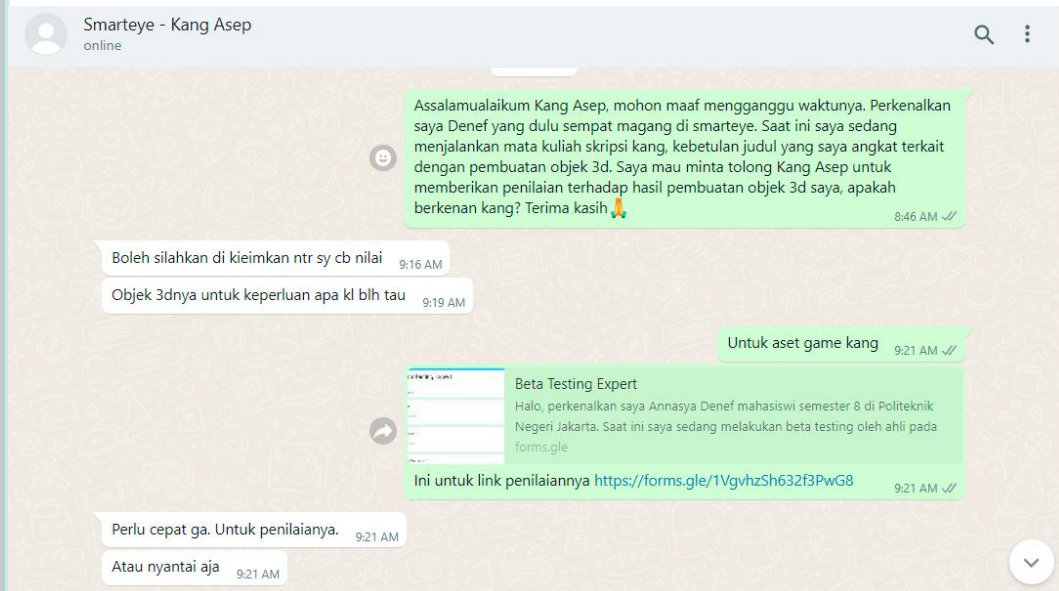 Smarteye - Kang Asep
online
Assalamualaikum Kang Asep, mohon maaf mengganggu waktunya. Perkenalkan
saya Denef yang dulu sempat magang di smarteye. Saat ini saya sedang
menjalankan mata kuliah skripsi kang, kebetulan judul yang saya angkat terkait
dengan pembuatan objek 3d. Saya mau minta tolong Kang Asep untuk
memberikan penilaian terhadap hasil pembuatan objek 3d saya, apakah
berkenan kang? Terima kasih🙏
8:46 AM
Boleh silahkan di kieimkan ntr sy cb nilai 9:16 AM
Objek 3dnya untuk keperluan apa kl blh tau 9:19 AM
Untuk aset game kang 9:21 AM
Beta Testing Expert
Halo, perkenalkan saya Annasya Denef mahasiswi semester 8 di Politeknik
Negeri Jakarta. Saat ini saya sedang melakukan beta testing oleh ahli pada
forms.gle
Ini untuk link penilaiannya https://forms.gle/1VgvhzSh632f3PwG8 9:21 AM
Perlu cepat ga. Untuk penilaianya. 9:21 AM
Atau nyantai aja 9:21 AM